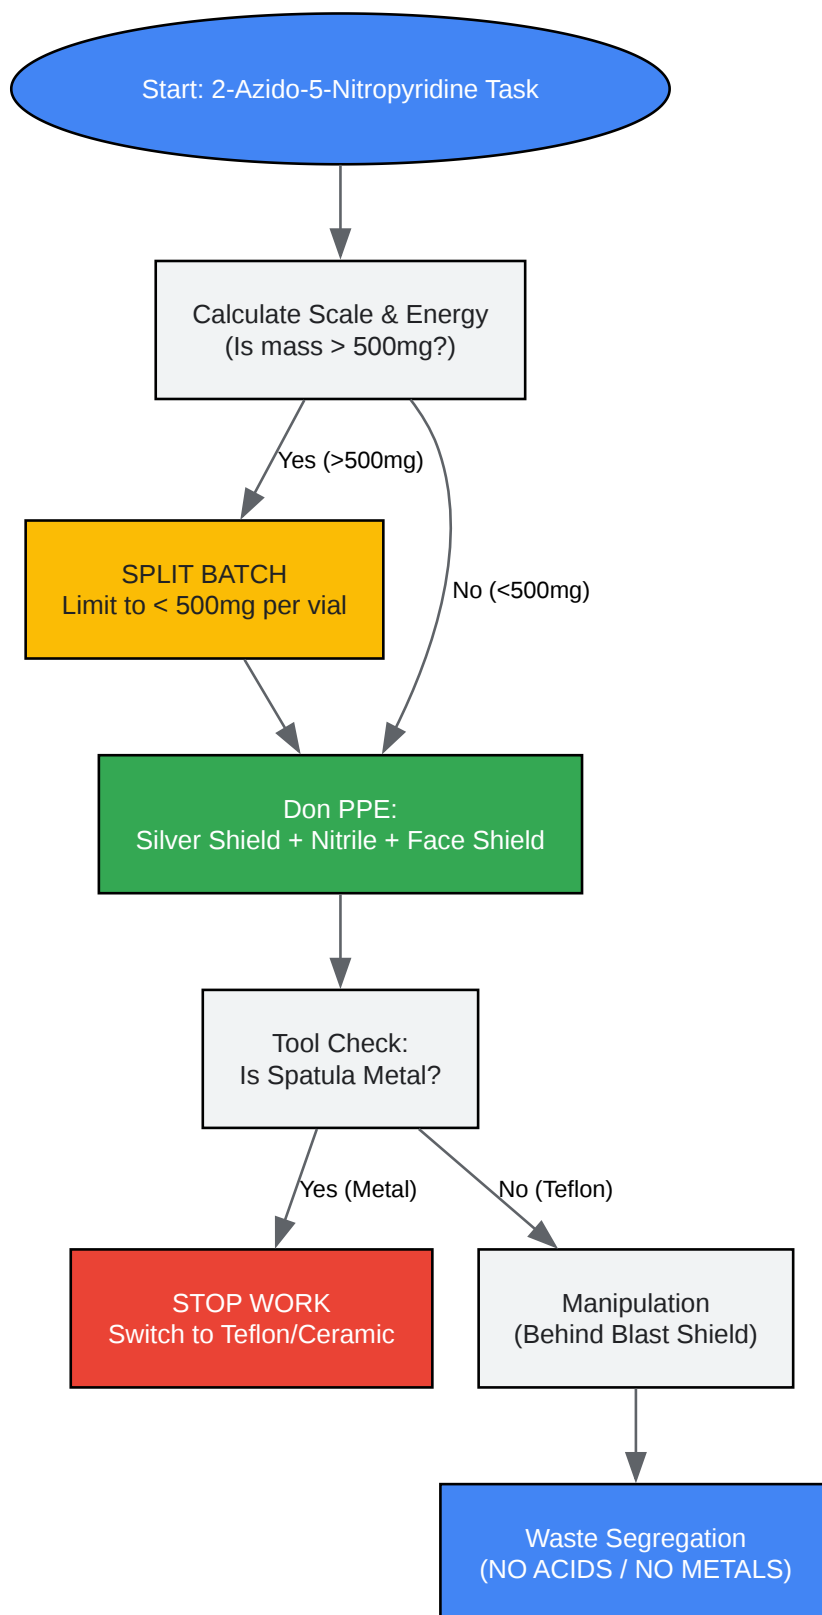 Start: 2-Azido-5-Nitropyridine Task
Calculate Scale & Energy
(Is mass > 500mg?)
Yes (>500mg)
SPLIT BATCH
Limit to < 500mg per vial
No (<500mg)
Don PPE:
Silver Shield + Nitrile + Face Shield
Tool Check:
Is Spatula Metal?
Yes (Metal)
No (Teflon)
STOP WORK
Switch to Teflon/Ceramic
Manipulation
(Behind Blast Shield)
Waste Segregation
(NO ACIDS / NO METALS)